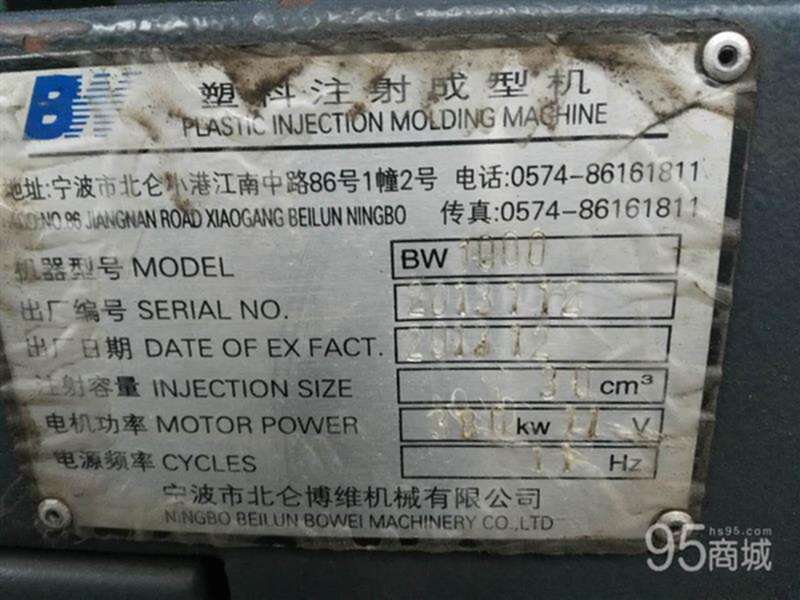 BW
塑料注射成型机
PLASTIC INJECTION MOLDING MACHINE
地址:宁波市北仑小港江南中路86号1幢2号 电话:0574-86161811
NO.86 JIANGNAN ROAD XIAOGANG BEILUN NINGBO 传真:0574-86161811
机器型号 MODEL BW 1000
出厂编号 SERIAL NO. 2013112
出厂日期 DATE OF EX FACT.
注射容量 INJECTION SIZE cm³
电机功率 MOTOR POWER kw 11 V
电源频率 CYCLES Hz
宁波市北仑博维机械有限公司
NINGBO BEILUN BOWEI MACHINERY CO.,LTD
hs95.com
95商城